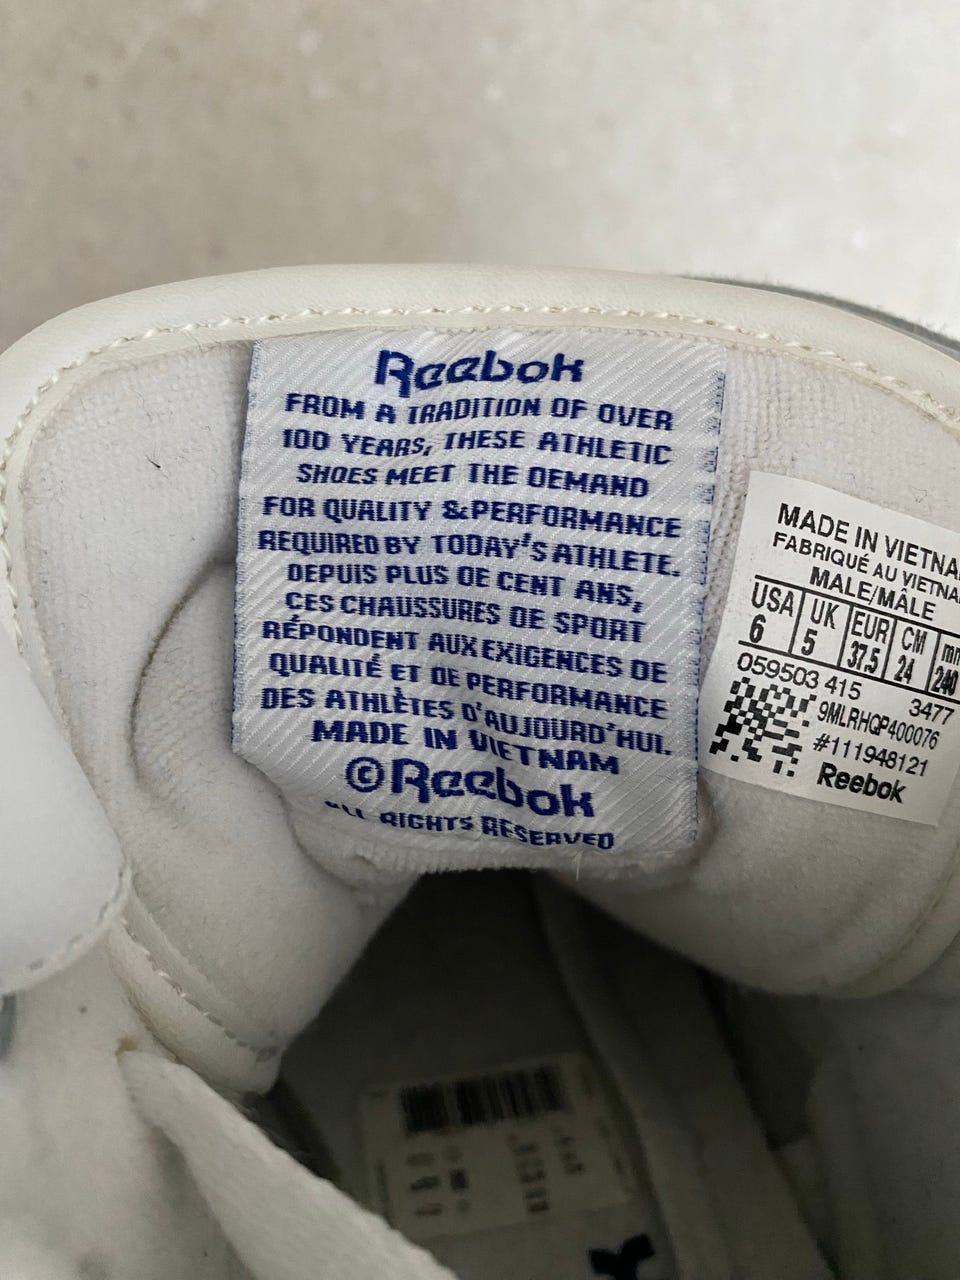 Reebok
FROM A TRADITION OF OVER
100 YEARS, THESE ATHLETIC
SHOES MEET THE DEMAND
FOR QUALITY & PERFORMANCE
REQUIRED BY TODAY'S ATHLETE.
DEPUIS PLUS DE CENT ANS,
CES CHAUSSURES DE SPORT
RÉPONDENT AUX EXIGENCES DE
QUALITÉ ET DE PERFORMANCE
DES ATHLÈTES D'AUJOURD'HUI.
MADE IN VIETNAM
©Reebok
ALL RIGHTS RESERVED
MADE IN VIETNA
FABRIQUÉ AU VIETNA
MALE/MÂLE
USA UK EUR CM mm
6 5 37.5 24 240
059503 415 3477
9MLRHQP400076
#111948121
Reebok